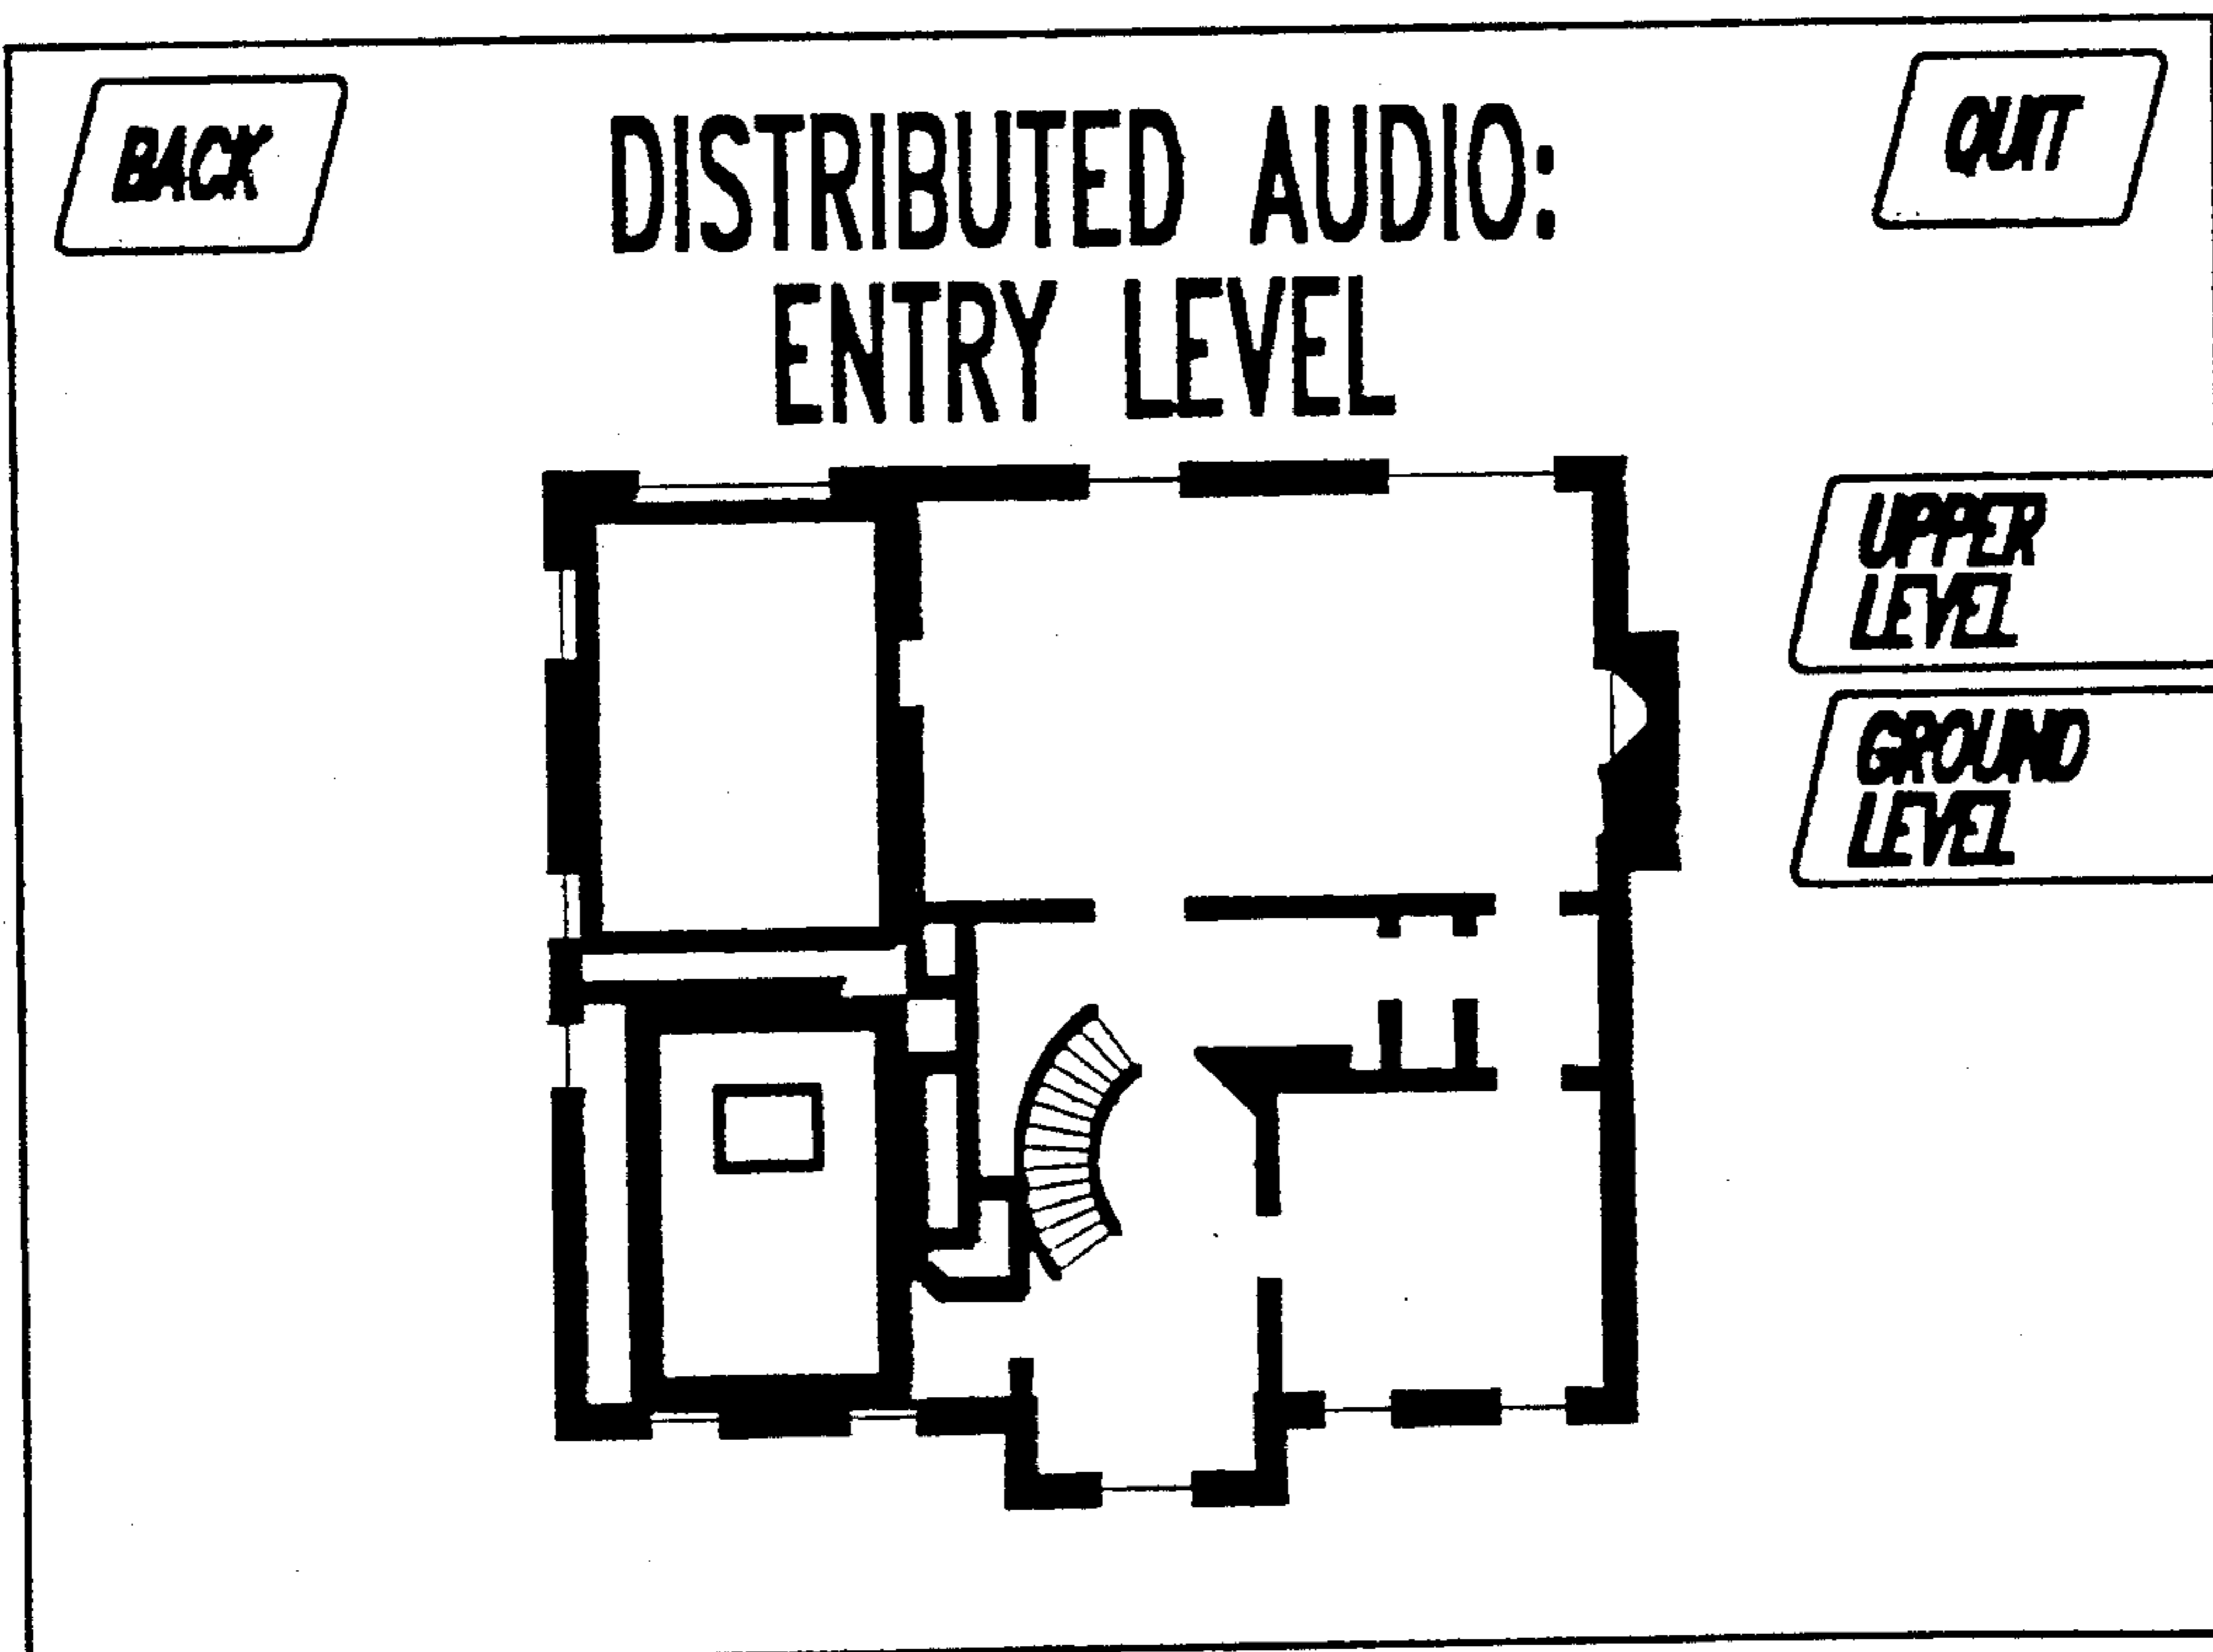 BACK
DISTRIBUTED AUDIO:
ENTRY LEVEL
QUIT
UPPER
LEVEL
GROUND
LEVEL